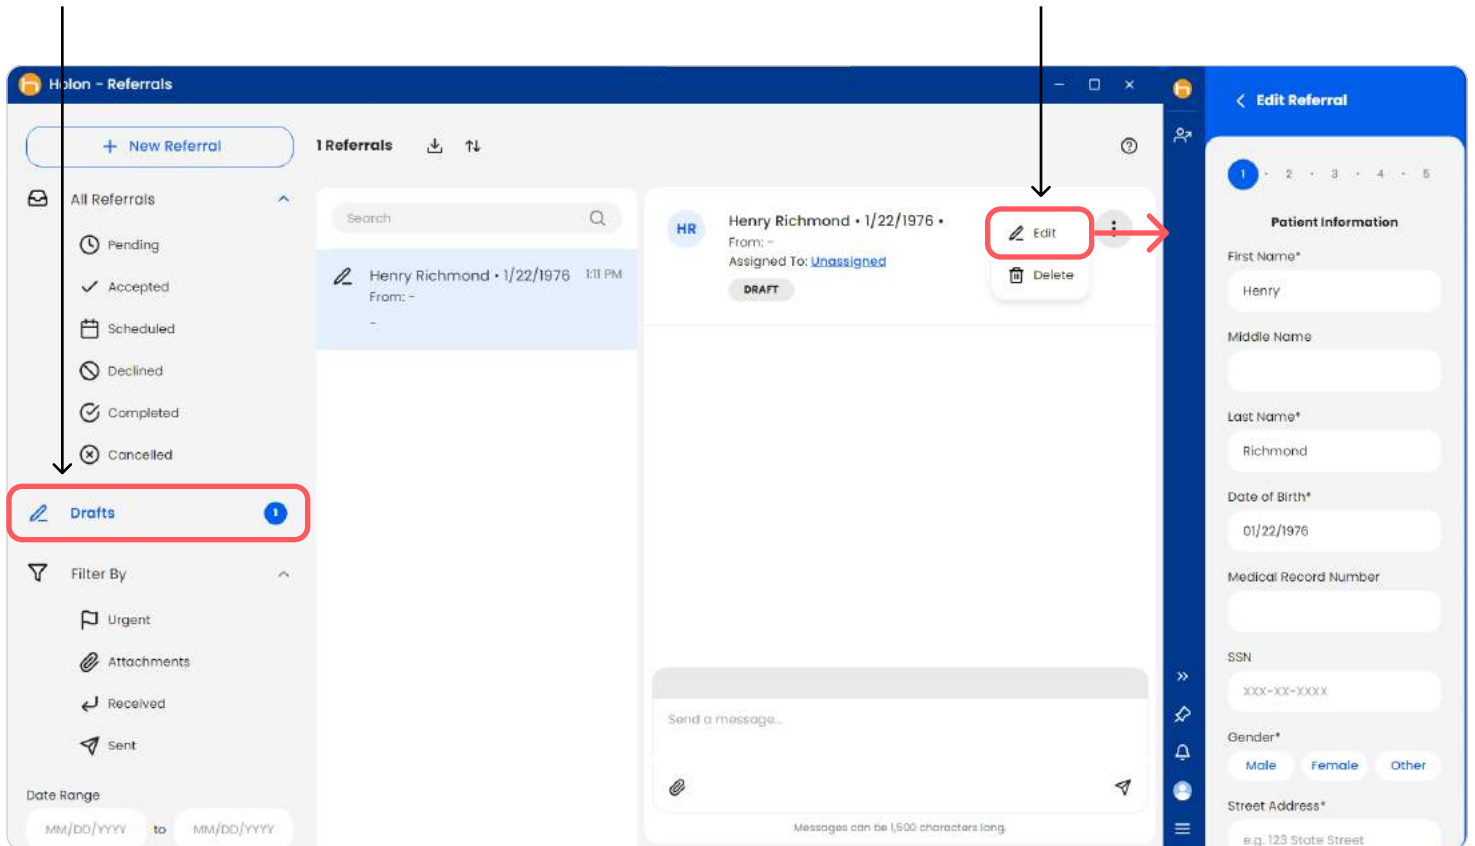 Holon - Referrals
+ New Referral
All Referrals
Pending
Accepted
Scheduled
Declined
Completed
Cancelled
Drafts 1
Filter By
Urgent
Attachments
Received
Sent
Date Range
MM/DD/YYYY to MM/DD/YYYY
1 Referrals
Search
Henry Richmond • 1/22/1976 1:11 PM
From: -
-
HR
Henry Richmond • 1/22/1976 •
From: -
Assigned To: Unassigned
DRAFT
Edit
Delete
Send a message...
Messages can be 1,500 characters long.
Edit Referral
1 • 2 • 3 • 4 • 5
Patient Information
First Name*
Henry
Middle Name
Last Name*
Richmond
Date of Birth*
01/22/1976
Medical Record Number
SSN
XXX-XX-XXXX
Gender*
Male Female Other
Street Address*
e.g. 123 State Street